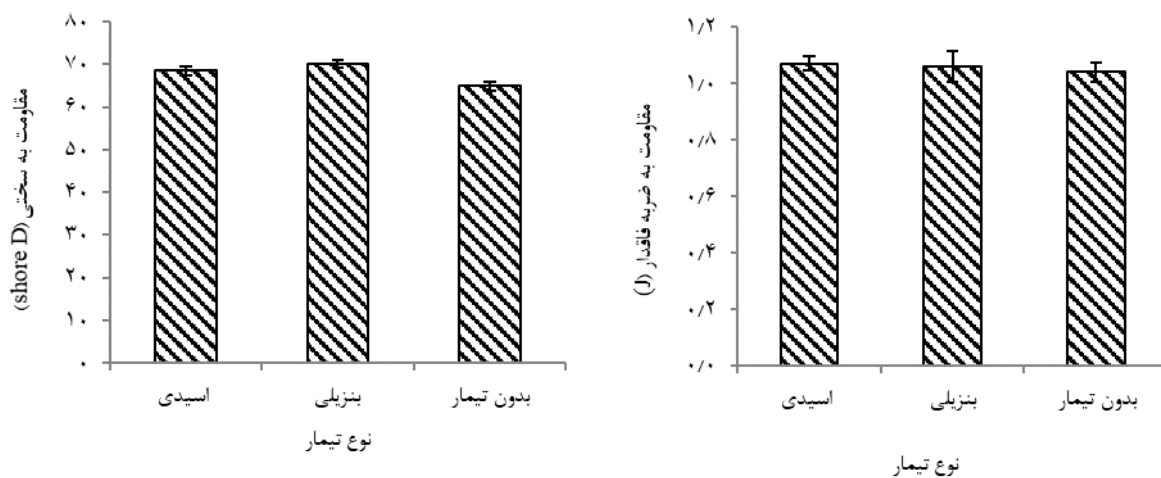 مقاومت به سختی (shore D)
۸۰
۷۰
۶۰
۵۰
۴۰
۳۰
۲۰
۱۰
۰
اسیدی
بنزیلی
بدون تیمار
نوع تیمار
مقاومت به ضربه فاقدار (J)
۱/۲
۱/۰
۰/۸
۰/۶
۰/۴
۰/۲
۰/۰
اسیدی
بنزیلی
بدون تیمار
نوع تیمار